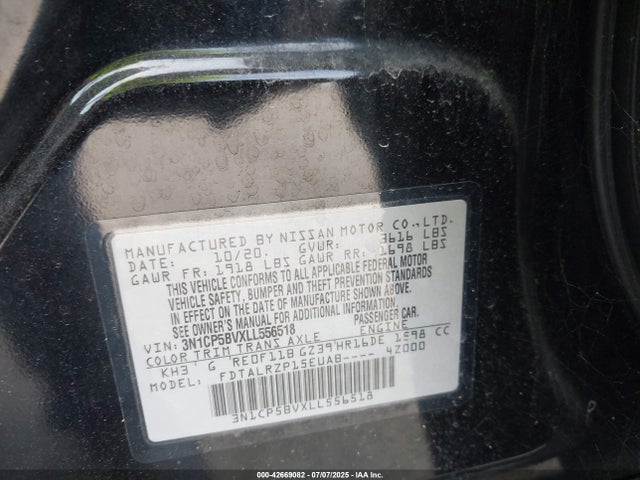 MANUFACTURED BY NISSAN MOTOR CO.,LTD.
DATE: 10/20. GVWR: 3616 LBS
GAWR FR: 1918 LBS GAWR RR: 1698 LBS
THIS VEHICLE CONFORMS TO ALL APPLICABLE FEDERAL MOTOR
VEHICLE SAFETY, BUMPER AND THEFT PREVENTION STANDARDS
IN EFFECT ON THE DATE OF MANUFACTURE SHOWN ABOVE.
SEE OWNER'S MANUAL FOR ADDITIONAL INFORMATION.
VIN: 3N1CP5BVXLL556518 PASSENGER CAR.
COLOR TRIM TRANS AXLE ENGINE
KH3 G RE0F11B GZ39 HR16DE 1598 CC
MODEL: FDTALRZP15EUA8---- 42000
3N1CP5BVXLL556518
000-42669082 - 07/07/2025 - IAAI.COM